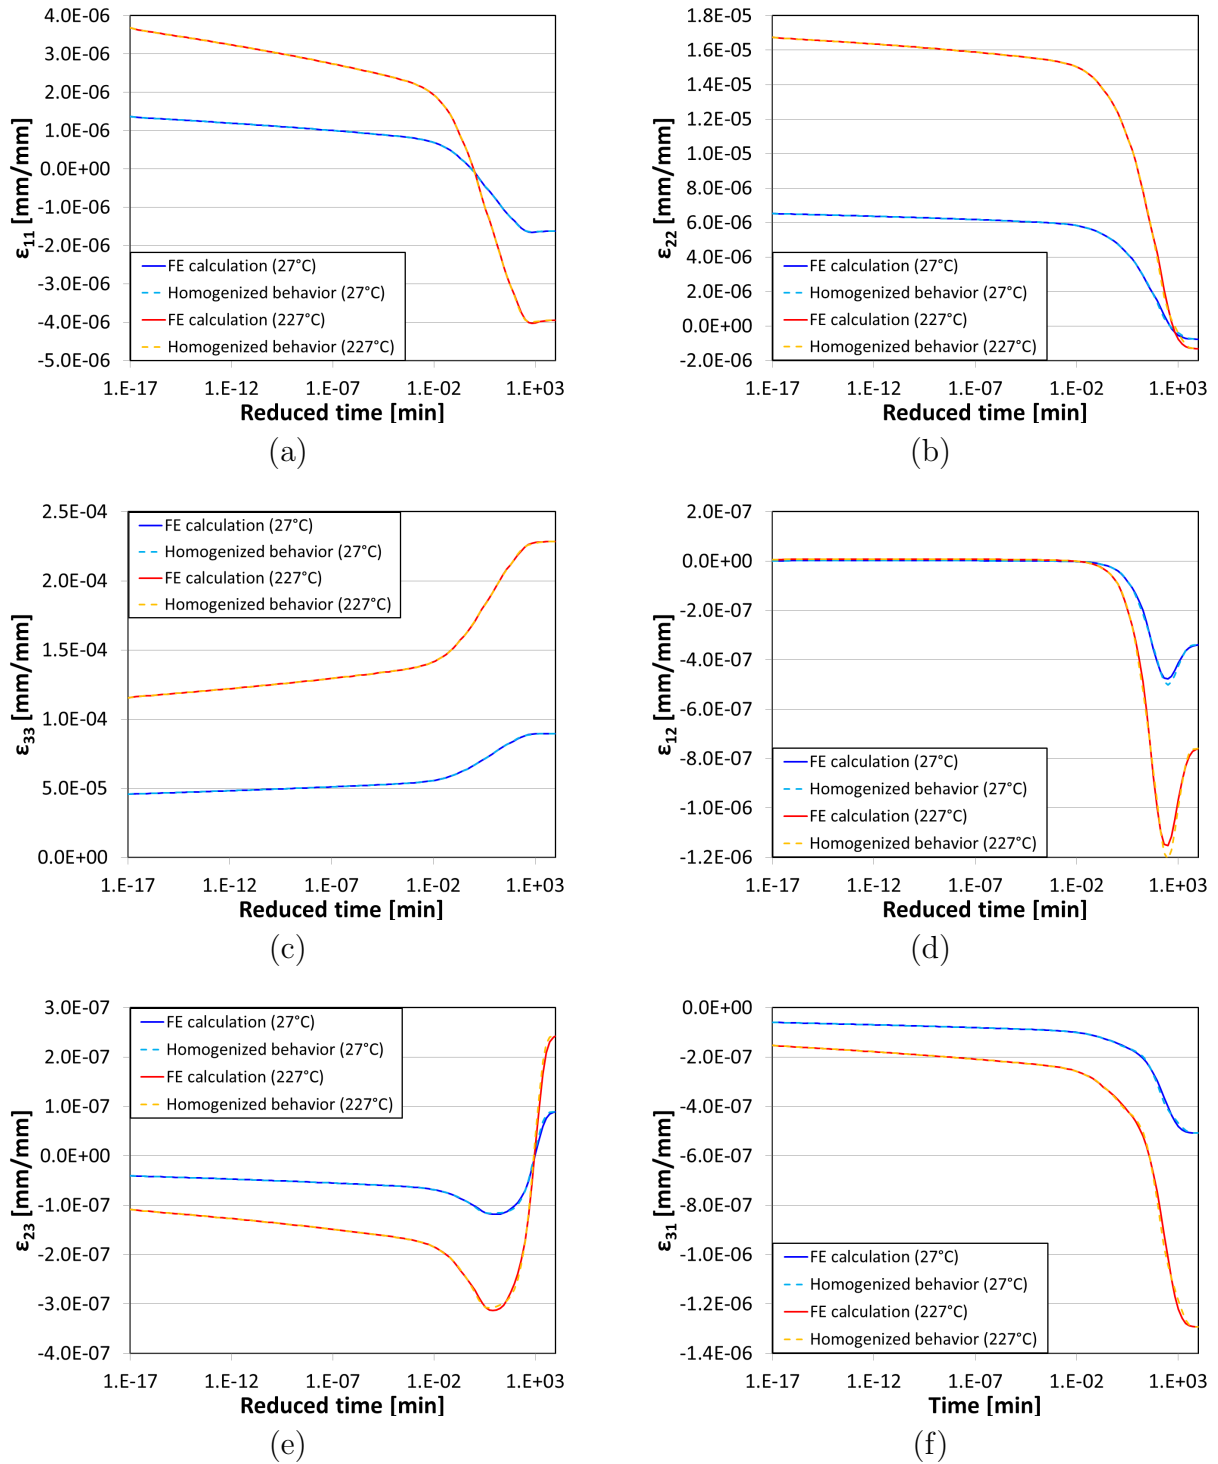 4.0E-06
3.0E-06
2.0E-06
1.0E-06
0.0E+00
-1.0E-06
-2.0E-06
-3.0E-06
-4.0E-06
-5.0E-06
ε11 [mm/mm]
FE calculation (27°C)
Homogenized behavior (27°C)
FE calculation (227°C)
Homogenized behavior (227°C)
1.E-17 1.E-12 1.E-07 1.E-02 1.E+03
Reduced time [min]
(a)
1.8E-05
1.6E-05
1.4E-05
1.2E-05
1.0E-05
8.0E-06
6.0E-06
4.0E-06
2.0E-06
0.0E+00
-2.0E-06
ε22 [mm/mm]
FE calculation (27°C)
Homogenized behavior (27°C)
FE calculation (227°C)
Homogenized behavior (227°C)
1.E-17 1.E-12 1.E-07 1.E-02 1.E+03
Reduced time [min]
(b)
2.5E-04
2.0E-04
1.5E-04
1.0E-04
5.0E-05
0.0E+00
ε33 [mm/mm]
FE calculation (27°C)
Homogenized behavior (27°C)
FE calculation (227°C)
Homogenized behavior (227°C)
1.E-17 1.E-12 1.E-07 1.E-02 1.E+03
Reduced time [min]
(c)
2.0E-07
0.0E+00
-2.0E-07
-4.0E-07
-6.0E-07
-8.0E-07
-1.0E-06
-1.2E-06
ε12 [mm/mm]
FE calculation (27°C)
Homogenized behavior (27°C)
FE calculation (227°C)
Homogenized behavior (227°C)
1.E-17 1.E-12 1.E-07 1.E-02 1.E+03
Reduced time [min]
(d)
3.0E-07
2.0E-07
1.0E-07
0.0E+00
-1.0E-07
-2.0E-07
-3.0E-07
-4.0E-07
ε23 [mm/mm]
FE calculation (27°C)
Homogenized behavior (27°C)
FE calculation (227°C)
Homogenized behavior (227°C)
1.E-17 1.E-12 1.E-07 1.E-02 1.E+03
Reduced time [min]
(e)
0.0E+00
-2.0E-07
-4.0E-07
-6.0E-07
-8.0E-07
-1.0E-06
-1.2E-06
-1.4E-06
ε31 [mm/mm]
FE calculation (27°C)
Homogenized behavior (27°C)
FE calculation (227°C)
Homogenized behavior (227°C)
1.E-17 1.E-12 1.E-07 1.E-02 1.E+03
Time [min]
(f)